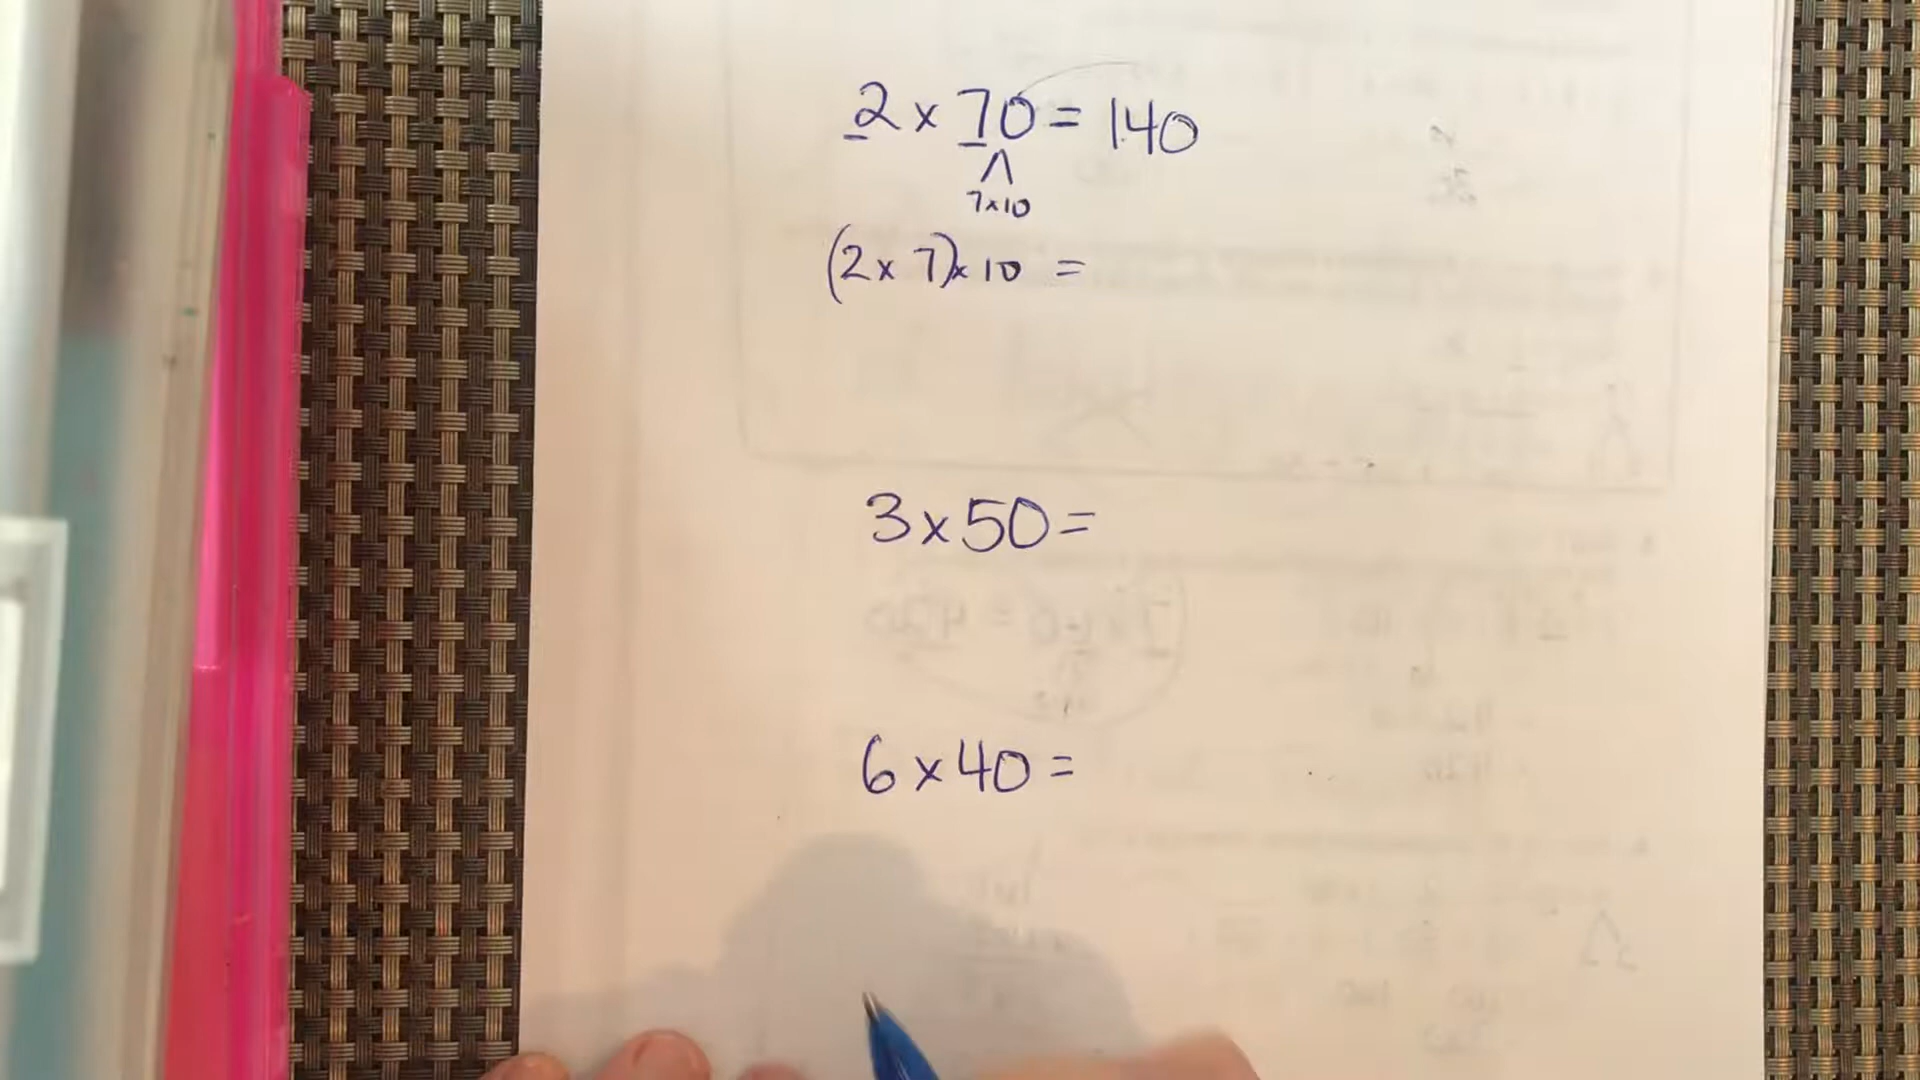 2 x 70 = 140
∧
7x10
(2 x 7)x 10 =
3 x 50 =
6 x 40 =